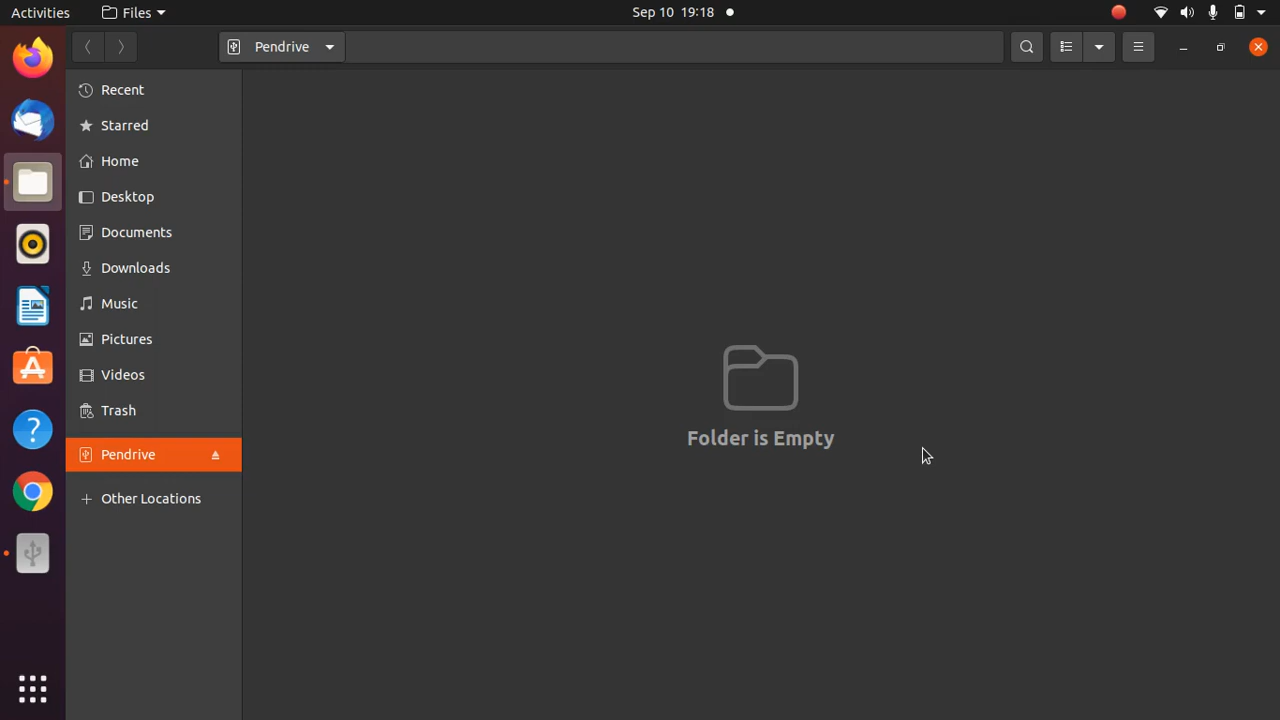 Activities Files Sep 10 19:18
Pendrive
Recent
Starred
Home
Desktop
Documents
Downloads
Music
Pictures
Videos
Trash
Pendrive
Other Locations
Folder is Empty